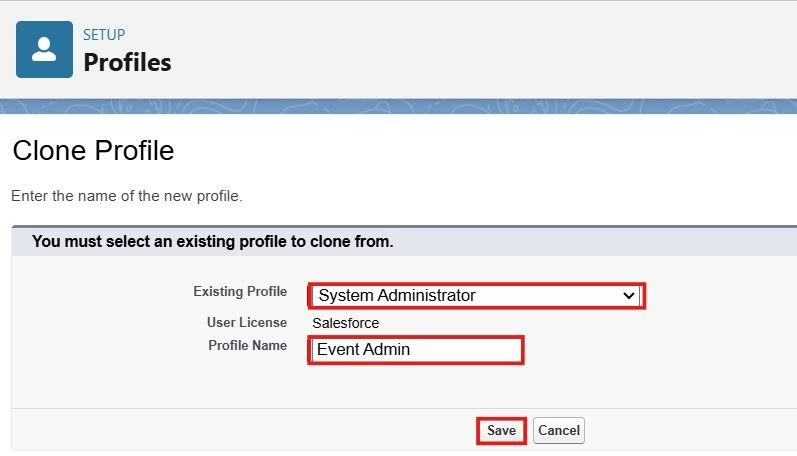 SETUP
Profiles
Clone Profile
Enter the name of the new profile.
You must select an existing profile to clone from.
Existing Profile System Administrator
User License Salesforce
Profile Name Event Admin
Save Cancel